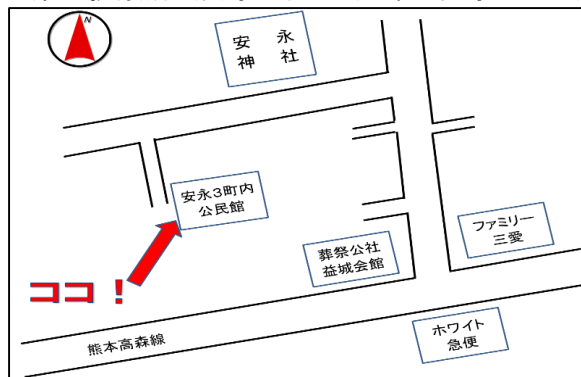 N
安 永
神 社
安永3町内
公民館
ファミリー
三愛
葬祭公社
益城会館
ココ！
ホワイト
急便
熊本高森線